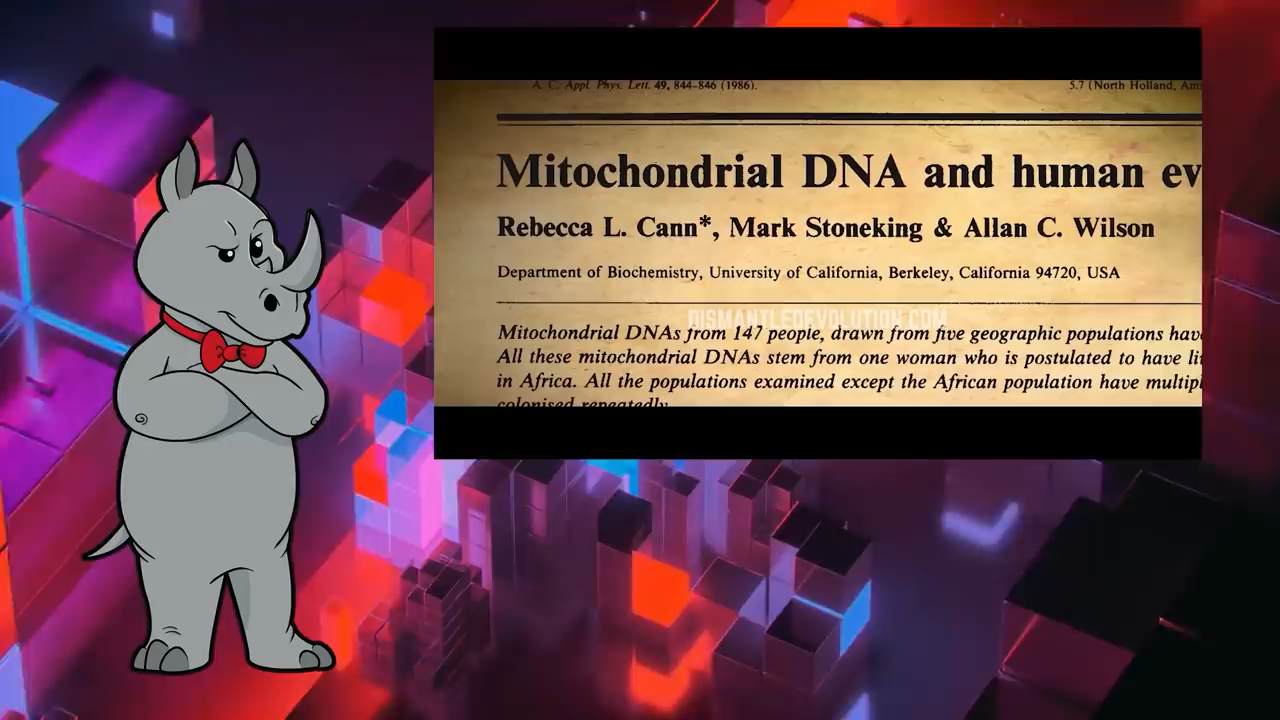 A. C. Appl. Phys. Lett. 49, 844–846 (1986).
5.7 (North Holland, Am
Mitochondrial DNA and human ev
Rebecca L. Cann*, Mark Stoneking & Allan C. Wilson
Department of Biochemistry, University of California, Berkeley, California 94720, USA
DISMANTLEDEVOLUTION.COM
Mitochondrial DNAs from 147 people, drawn from five geographic populations hav
All these mitochondrial DNAs stem from one woman who is postulated to have li
in Africa. All the populations examined except the African population have multipl
colonised repeatedly